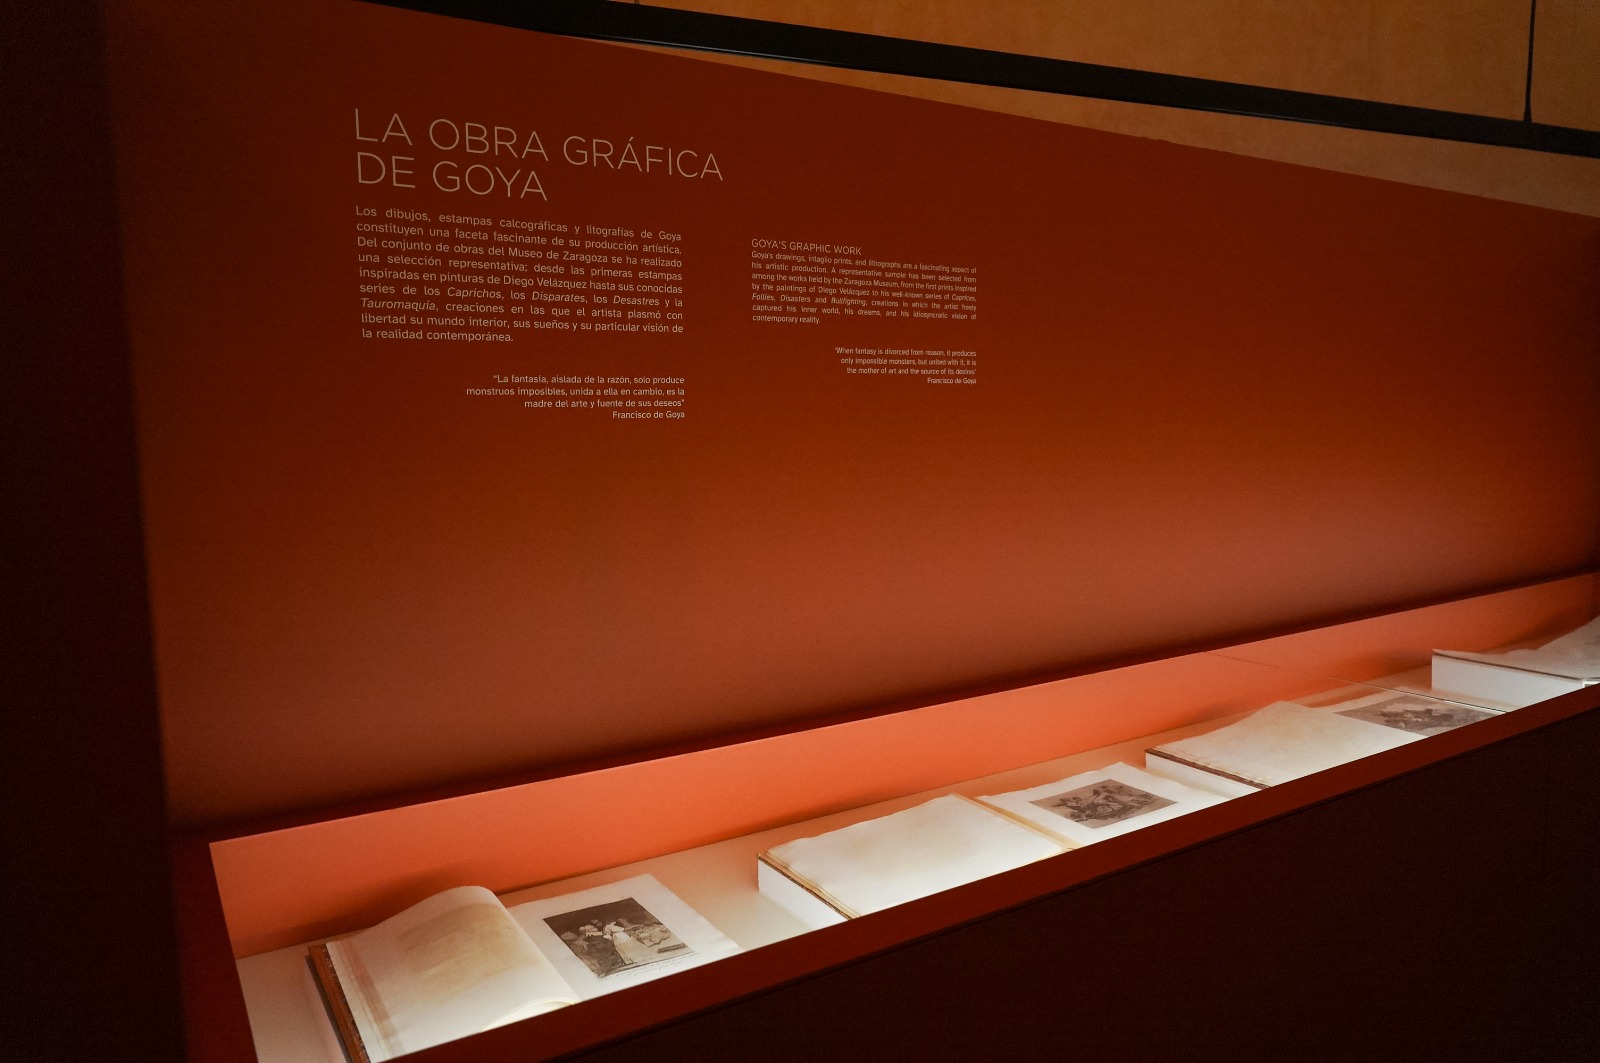 LA OBRA GRÁFICA
DE GOYA
Los dibujos, estampas calcográficas y litografías de Goya
constituyen una faceta fascinante de su producción artística.
Del conjunto de obras del Museo de Zaragoza se ha realizado
una selección representativa; desde las primeras estampas
inspiradas en pinturas de Diego Velázquez hasta sus conocidas
series de los Caprichos, los Disparates, los Desastres y la
Tauromaquia, creaciones en las que el artista plasmó con
libertad su mundo interior, sus sueños y su particular visión de
la realidad contemporánea.
“La fantasía, aislada de la razón, solo produce
monstruos imposibles, unida a ella en cambio, es la
madre del arte y fuente de sus deseos”
Francisco de Goya
GOYA'S GRAPHIC WORK
Goya's drawings, intaglio prints, and lithographs are a fascinating aspect of
his artistic production. A representative sample has been selected from
among the works held by the Zaragoza Museum, from the first prints inspired
by the paintings of Diego Velázquez to his well-known series of Caprices,
Follies, Disasters and Bullfighting, creations in which the artist freely
captured his inner world, his dreams, and his idiosyncratic vision of
contemporary reality.
'When fantasy is divorced from reason, it produces
only impossible monsters, but united with it, it is
the mother of art and the source of its desires'
Francisco de Goya